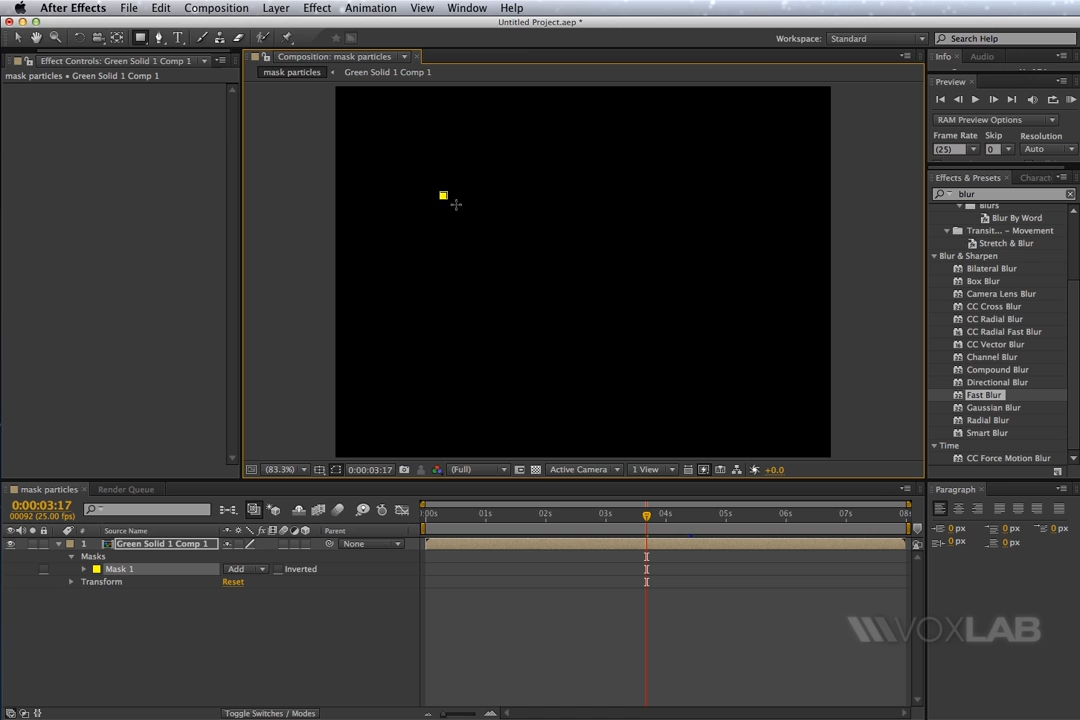 After Effects File Edit Composition Layer Effect Animation View Window Help
Untitled Project.aep *
Workspace: Standard Search Help
Effect Controls: Green Solid 1 Comp 1
mask particles • Green Solid 1 Comp 1
Composition: mask particles
mask particles Green Solid 1 Comp 1
Info Audio
Preview
RAM Preview Options
Frame Rate Skip Resolution
(25) 0 Auto
Effects & Presets Charact
blur
Blurs
Blur By Word
Transit... – Movement
Stretch & Blur
Blur & Sharpen
Bilateral Blur
Box Blur
Camera Lens Blur
CC Cross Blur
CC Radial Blur
CC Radial Fast Blur
CC Vector Blur
Channel Blur
Compound Blur
Directional Blur
Fast Blur
Gaussian Blur
Radial Blur
Smart Blur
Time
CC Force Motion Blur
(83.3%) 0:00:03:17 (Full) Active Camera 1 View +0.0
mask particles Render Queue
0:00:03:17
00092 (25.00 fps)
:00s 01s 02s 03s 04s 05s 06s 07s 08s
# Source Name Parent
1 Green Solid 1 Comp 1 None
Masks
Mask 1 Add Inverted
Transform Reset
Toggle Switches / Modes
Paragraph
0 px 0 px 0 px
0 px 0 px
VOXLAB